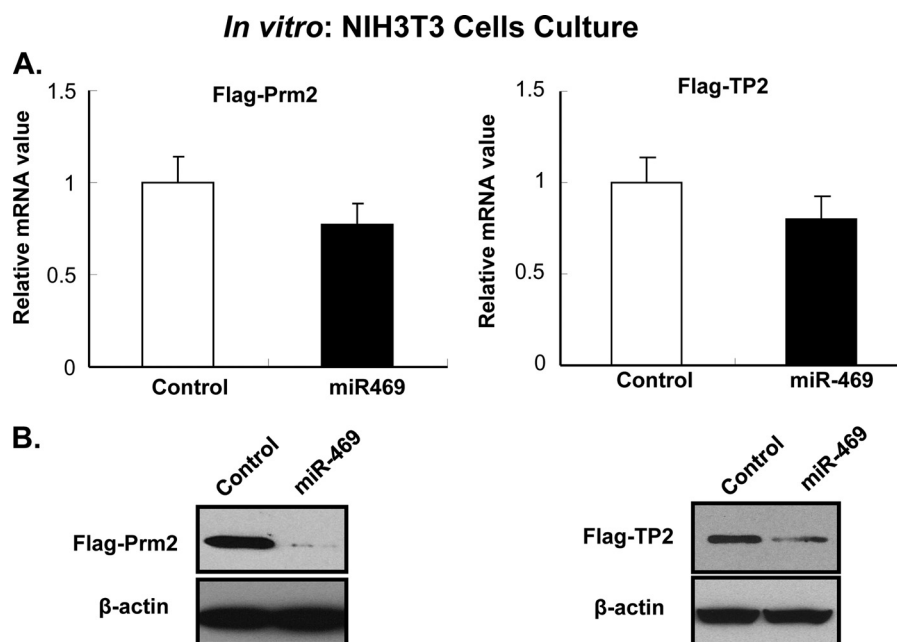 In vitro: NIH3T3 Cells Culture
A.
Flag-Prm2
Relative mRNA value
1.5
1
0.5
0
Control
miR469
Flag-TP2
Relative mRNA value
1.5
1
0.5
0
Control
miR-469
B.
Control
miR-469
Flag-Prm2
β-actin
Control
miR-469
Flag-TP2
β-actin